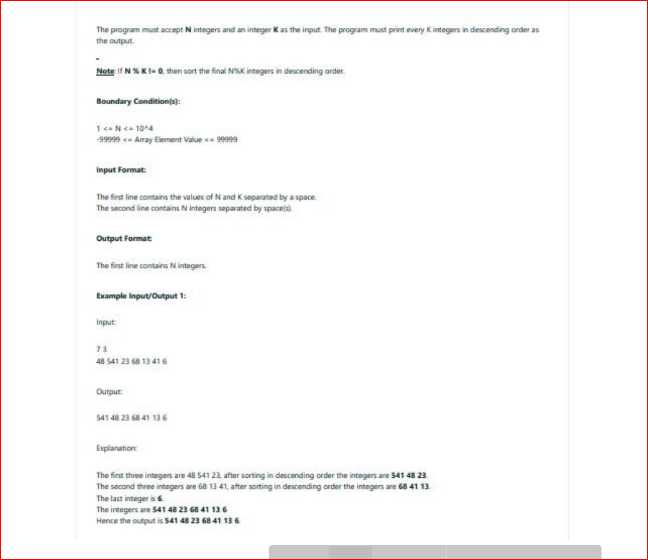 The program must accept N integers and an integer K as the input. The program must print every K integers in descending order as
the output.
Note: If N % K != 0, then sort the final N%K integers in descending order.
Boundary Condition(s):
1 <= N <= 10^4
-99999 <= Array Element Value <= 99999
Input Format:
The first line contains the values of N and K separated by a space.
The second line contains N integers separated by space(s).
Output Format:
The first line contains N integers.
Example Input/Output 1:
Input:
7 3
48 541 23 68 13 41 6
Output:
541 48 23 68 41 13 6
Explanation:
The first three integers are 48 541 23, after sorting in descending order the integers are 541 48 23.
The second three integers are 68 13 41, after sorting in descending order the integers are 68 41 13.
The last integer is 6.
The integers are 541 48 23 68 41 13 6
Hence the output is 541 48 23 68 41 13 6